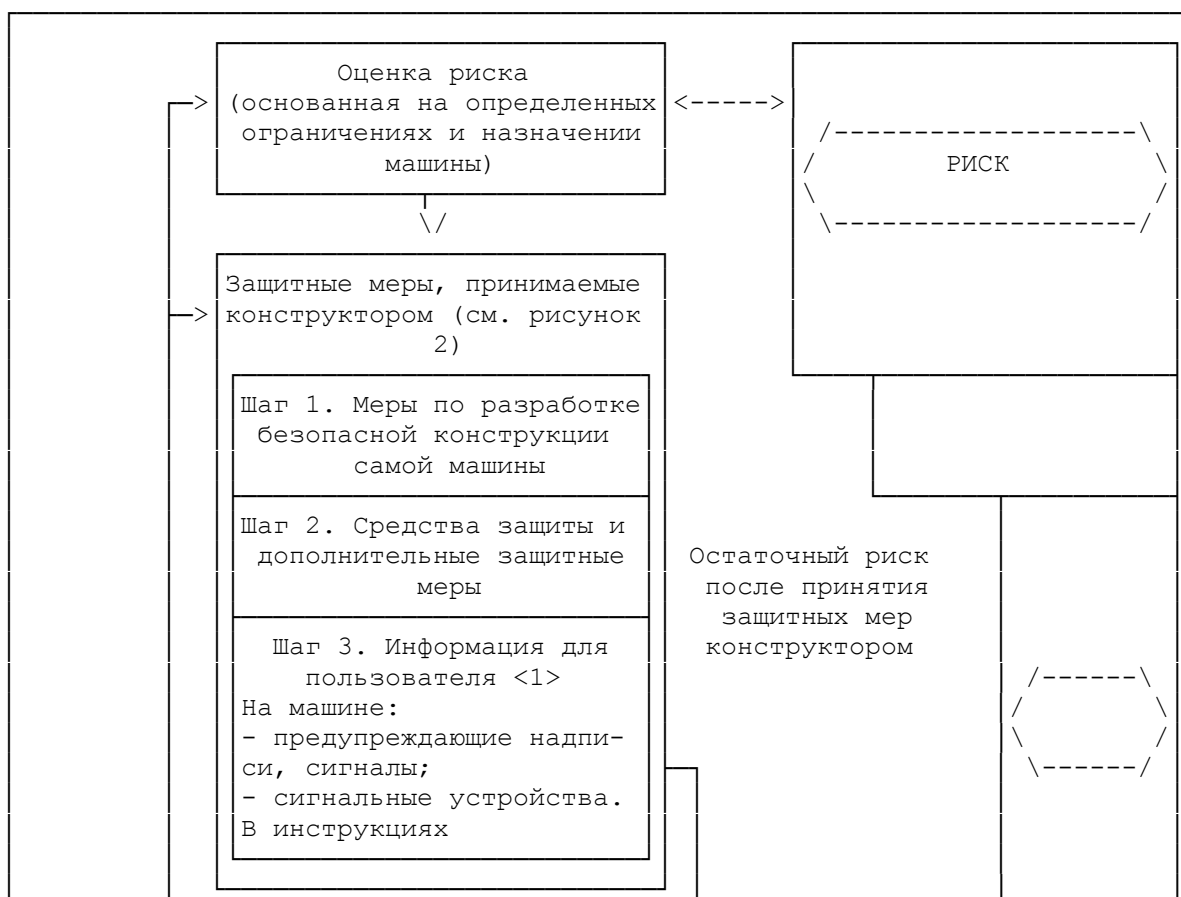 Оценка риска
(основанная на определенных
ограничениях и назначении
машины)
РИСК
Защитные меры, принимаемые
конструктором (см. рисунок
2)
Шаг 1. Меры по разработке
безопасной конструкции
самой машины
Шаг 2. Средства защиты и
дополнительные защитные
меры
Остаточный риск
после принятия
защитных мер
конструктором
Шаг 3. Информация для
пользователя <1>
На машине:
- предупреждающие надпи-
си, сигналы;
- сигнальные устройства.
В инструкциях